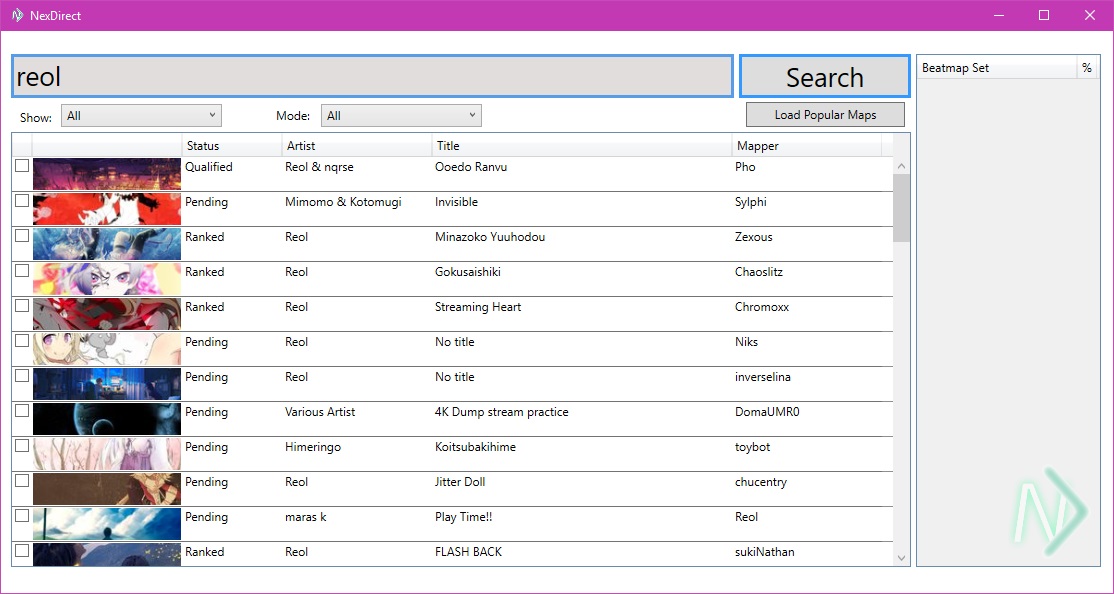 NexDirect
reol
Search
Beatmap Set %
Show: All Mode: All Load Popular Maps
Status Artist Title Mapper
Qualified Reol & nqrse Ooedo Ranvu Pho
Pending Mimomo & Kotomugi Invisible Sylphi
Ranked Reol Minazoko Yuuhodou Zexous
Ranked Reol Gokusaishiki Chaoslitz
Ranked Reol Streaming Heart Chromoxx
Pending Reol No title Niks
Pending Reol No title inverselina
Pending Various Artist 4K Dump stream practice DomaUMR0
Pending Himeringo Koitsubakihime toybot
Pending Reol Jitter Doll chucentry
Pending maras k Play Time!! Reol
Ranked Reol FLASH BACK sukiNathan